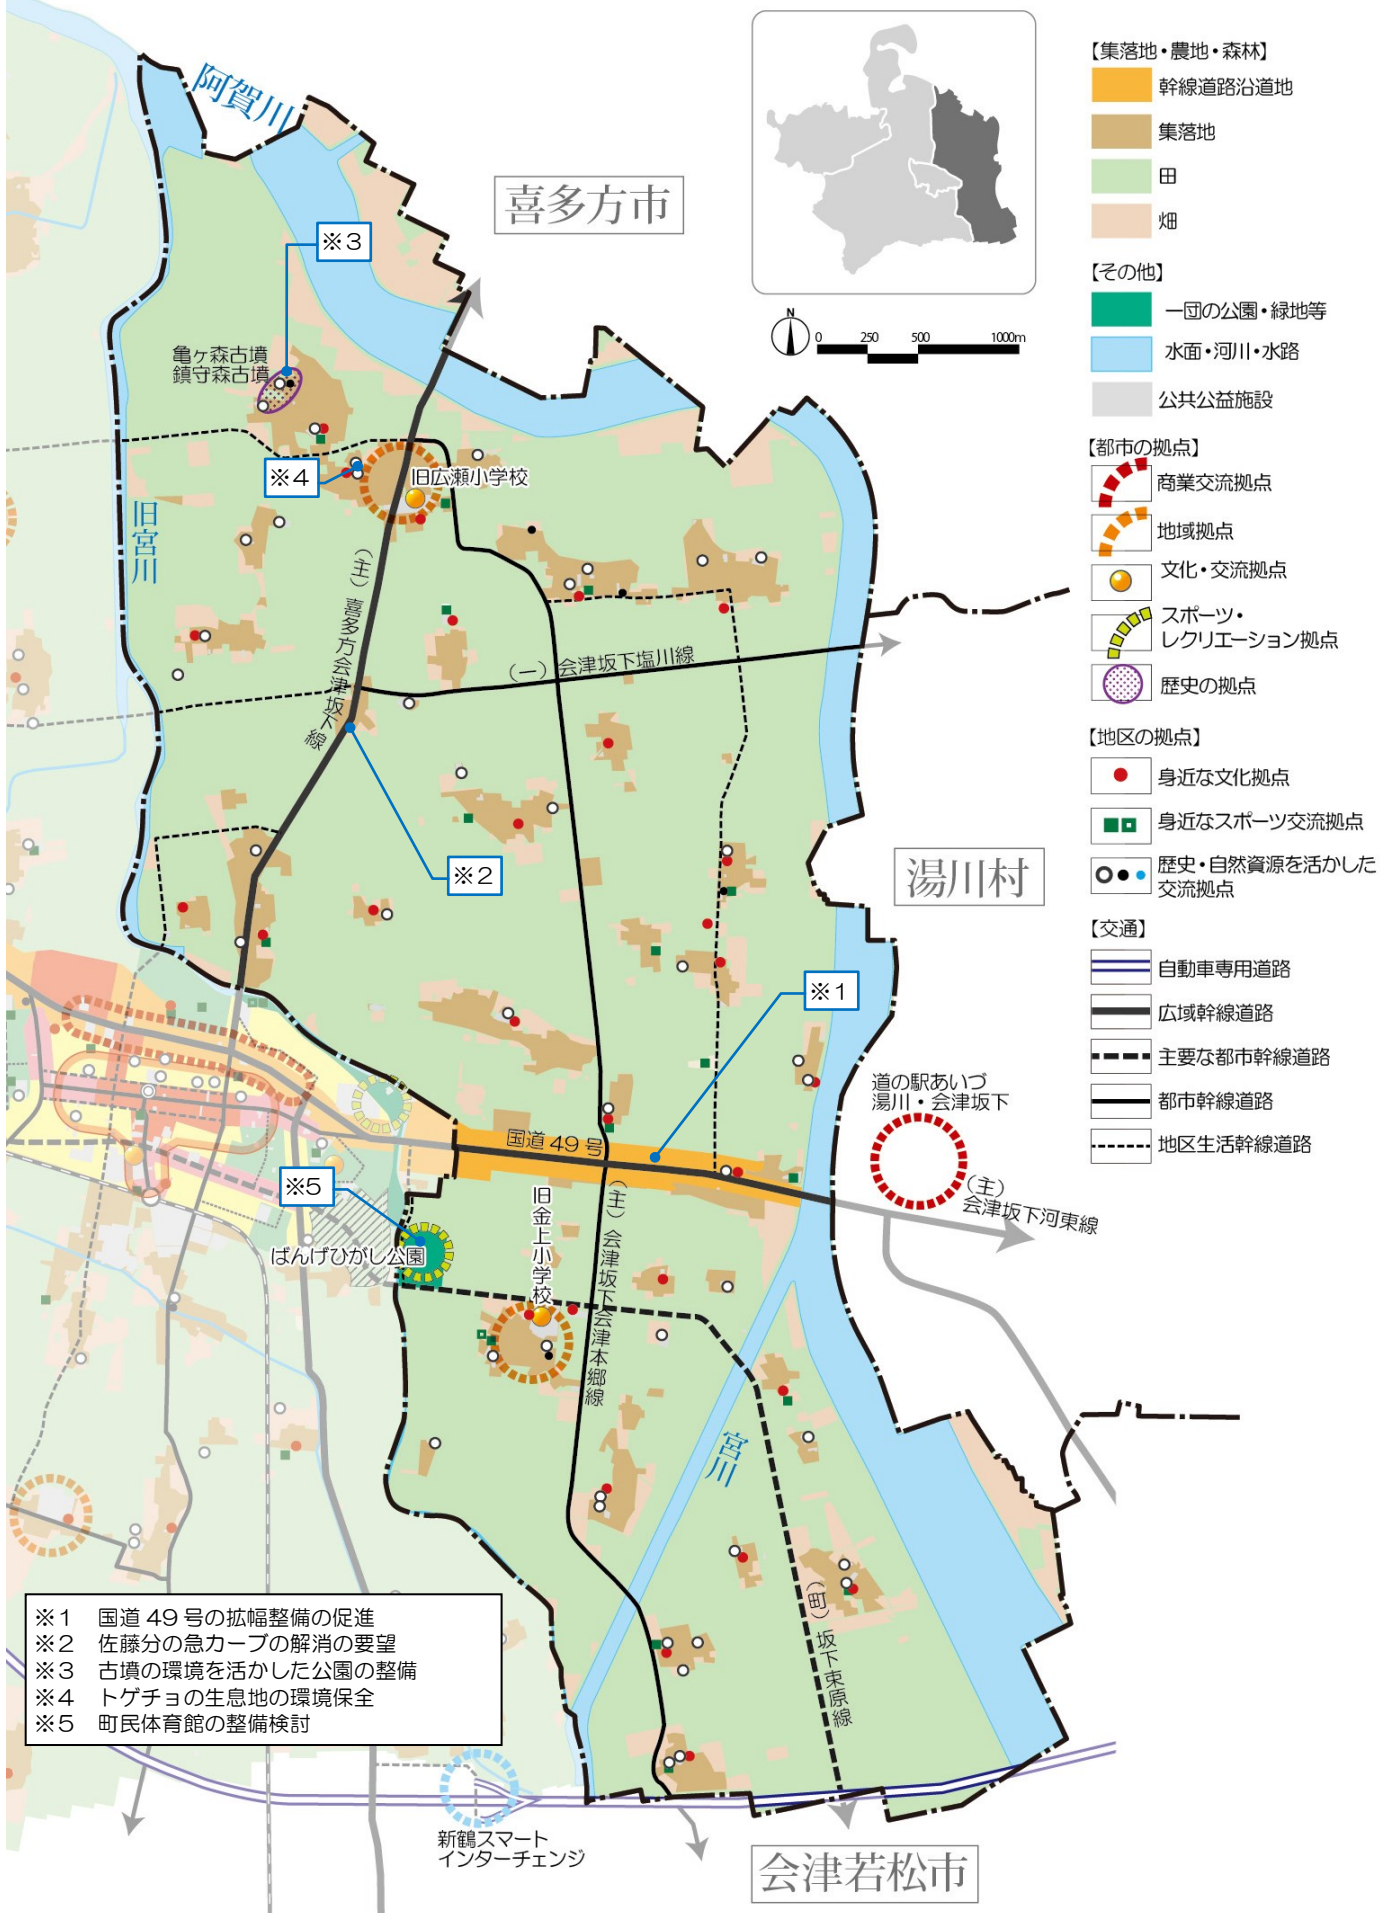 阿賀川
喜多方市
※3
亀ヶ森古墳
鎮守森古墳
※4
旧広瀬小学校
旧宮川
(主)喜多方会津坂下線
(一)会津坂下塩川線
※2
湯川村
※1
道の駅あいづ
湯川・会津坂下
国道49号
(主)
会津坂下河東線
※5
ばんげひがし公園
旧金上小学校
(主)会津坂下会津本郷線
宮川
(町)坂下東原線
※1 国道49号の拡幅整備の促進
※2 佐藤分の急カーブの解消の要望
※3 古墳の環境を活かした公園の整備
※4 トゲチョの生息地の環境保全
※5 町民体育館の整備検討
新鶴スマート
インターチェンジ
会津若松市
N
0 250 500 1000m
【集落地・農地・森林】
幹線道路沿道地
集落地
田
畑
【その他】
一団の公園・緑地等
水面・河川・水路
公共公益施設
【都市の拠点】
商業交流拠点
地域拠点
文化・交流拠点
スポーツ・
レクリエーション拠点
歴史の拠点
【地区の拠点】
身近な文化拠点
身近なスポーツ交流拠点
歴史・自然資源を活かした
交流拠点
【交通】
自動車専用道路
広域幹線道路
主要な都市幹線道路
都市幹線道路
地区生活幹線道路